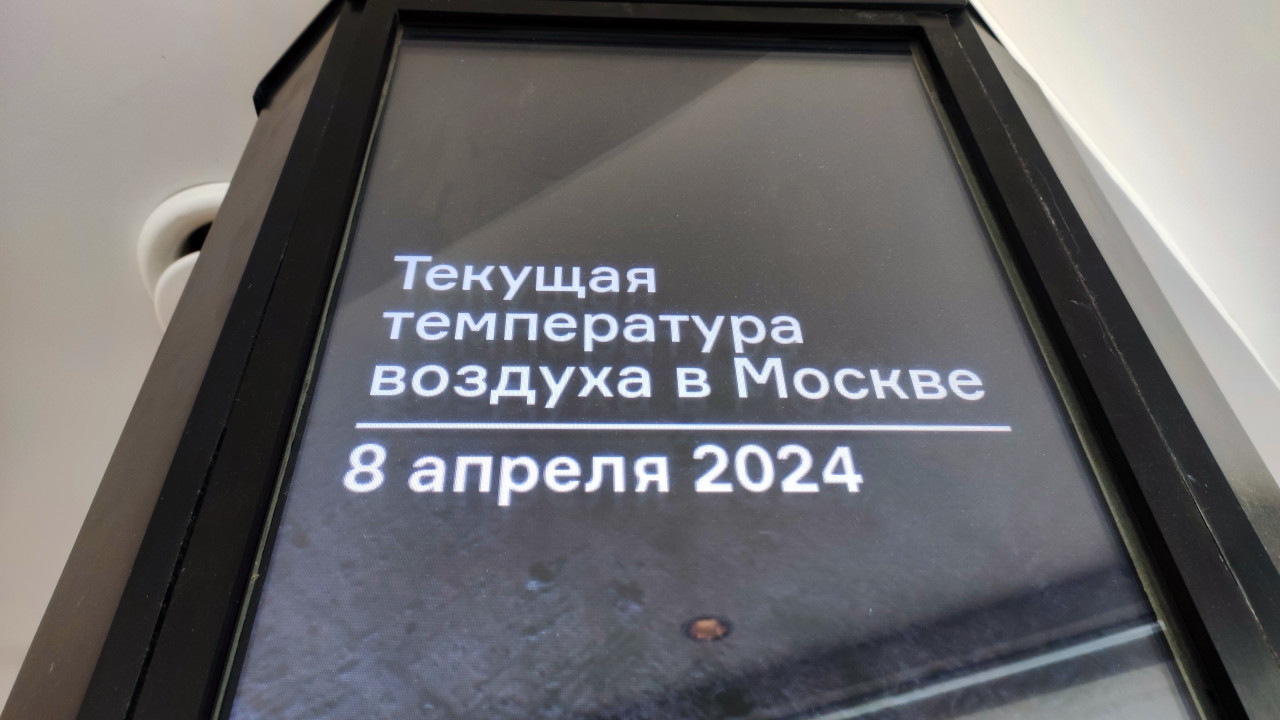 Текущая
температура
воздуха в Москве
8 апреля 2024